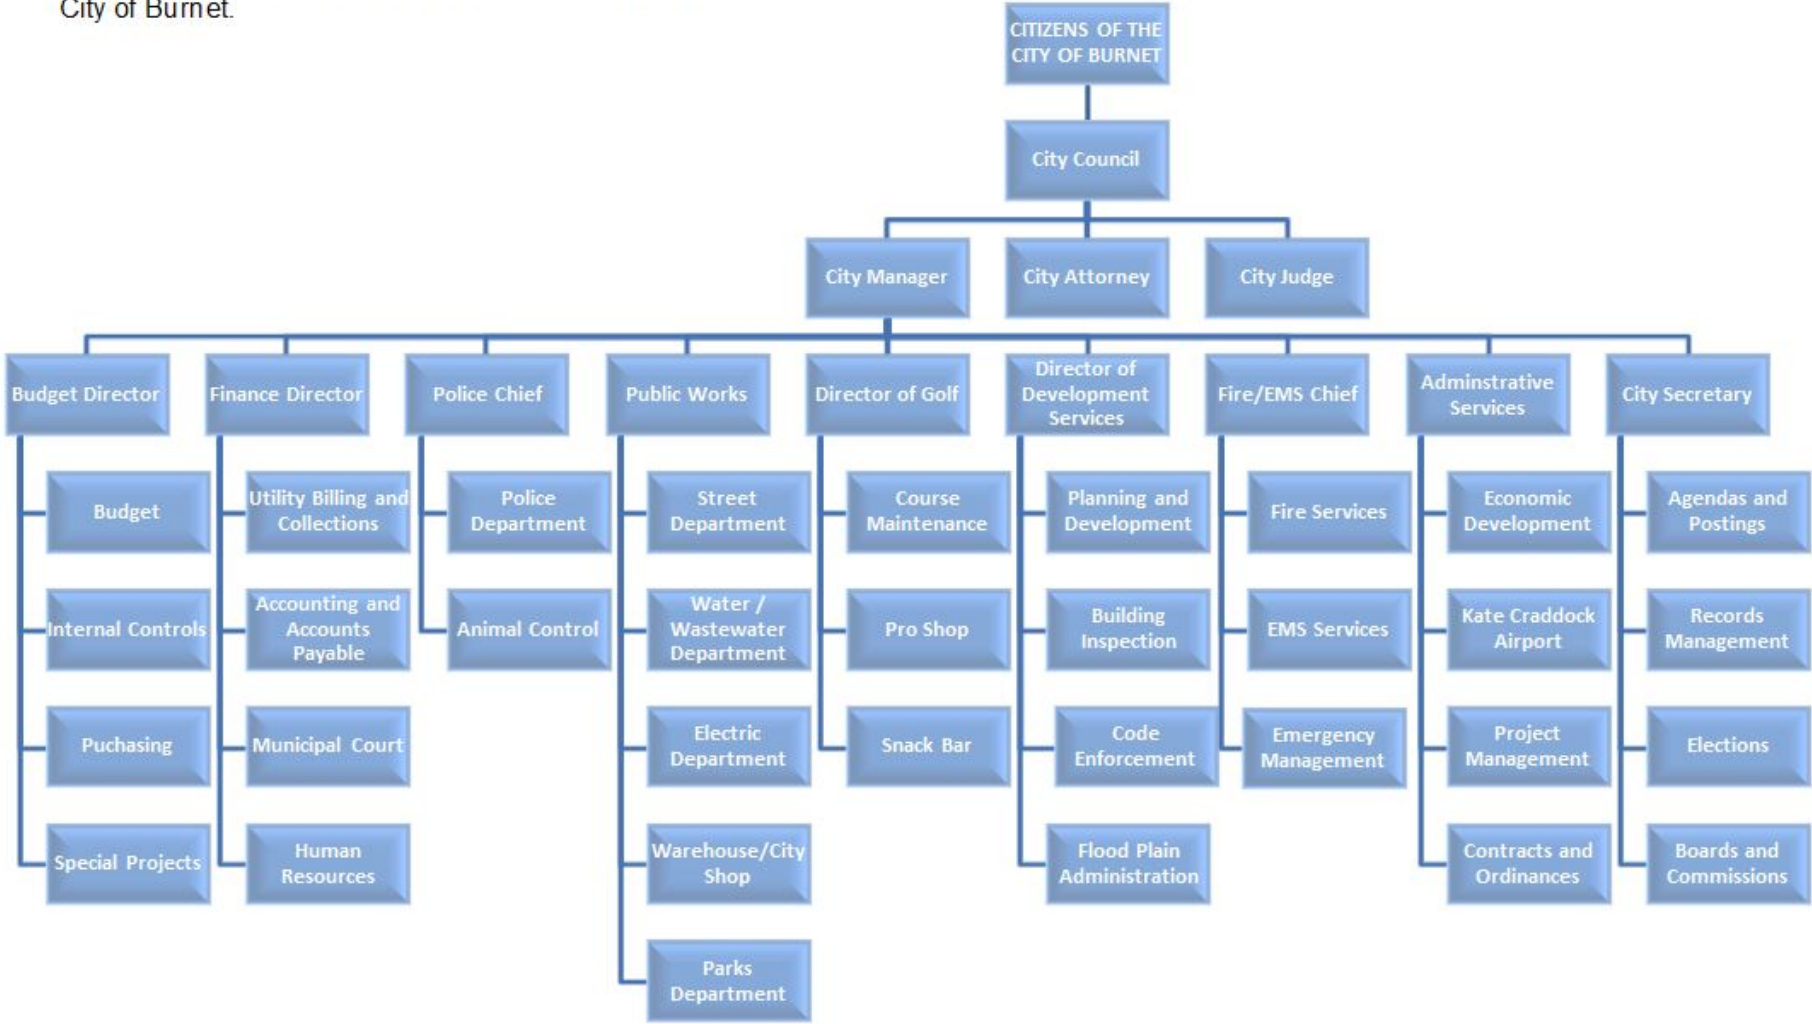 City of Burnet.
CITIZENS OF THE
CITY OF BURNET
City Council
City Manager
City Attorney
City Judge
Budget Director
Finance Director
Police Chief
Public Works
Director of Golf
Director of
Development
Services
Fire/EMS Chief
Adminstrative
Services
City Secretary
Budget
Internal Controls
Puchasing
Special Projects
Utility Billing and
Collections
Accounting and
Accounts
Payable
Municipal Court
Human
Resources
Police
Department
Animal Control
Street
Department
Water /
Wastewater
Department
Electric
Department
Warehouse/City
Shop
Parks
Department
Course
Maintenance
Pro Shop
Snack Bar
Planning and
Development
Building
Inspection
Code
Enforcement
Flood Plain
Administration
Fire Services
EMS Services
Emergency
Management
Economic
Development
Kate Craddock
Airport
Project
Management
Contracts and
Ordinances
Agendas and
Postings
Records
Management
Elections
Boards and
Commissions